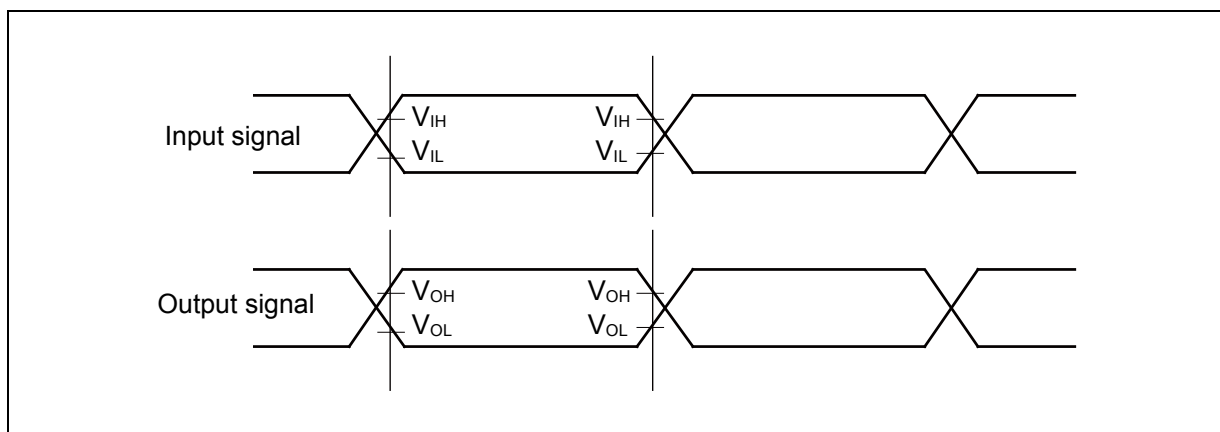 VIH VIH
Input signal
VIL VIL
VOH VOH
Output signal
VOL VOL